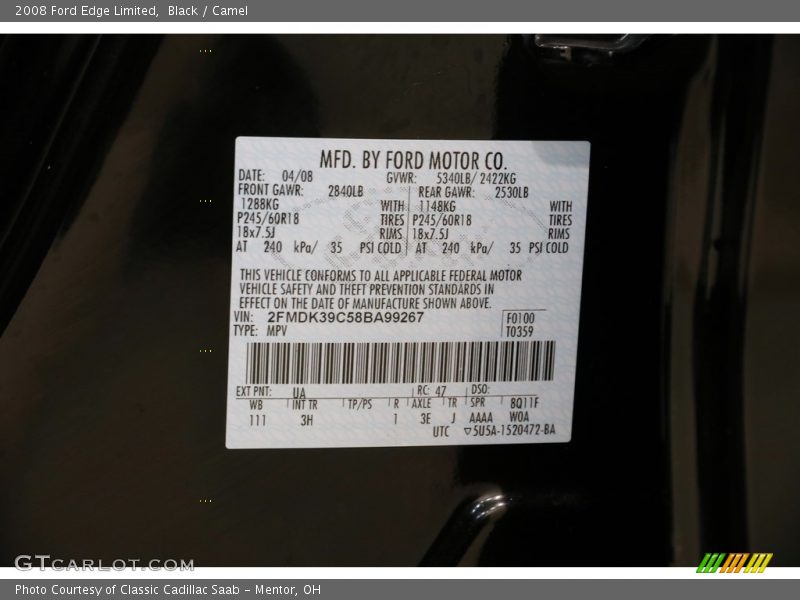 2008 Ford Edge Limited, Black / Camel
MFD. BY FORD MOTOR CO.
DATE: 04/08 GVWR: 5340LB/ 2422KG
FRONT GAWR: 2840LB REAR GAWR: 2530LB
1288KG WITH 1148KG WITH
P245/60R18 TIRES P245/60R18 TIRES
18x7.5J RIMS 18x7.5J RIMS
AT 240 kPa/ 35 PSI COLD AT 240 kPa/ 35 PSI COLD
THIS VEHICLE CONFORMS TO ALL APPLICABLE FEDERAL MOTOR
VEHICLE SAFETY AND THEFT PREVENTION STANDARDS IN
EFFECT ON THE DATE OF MANUFACTURE SHOWN ABOVE.
VIN: 2FMDK39C58BA99267 F0100
TYPE: MPV T0359
EXT PNT: UA RC: 47 DSO:
WB INT TR TP/PS R AXLE TR SPR 8Q11F
111 3H 1 3E J AAAA W0A
UTC ▽5U5A-1520472-BA
GTCARLOT.COM
Photo Courtesy of Classic Cadillac Saab - Mentor, OH